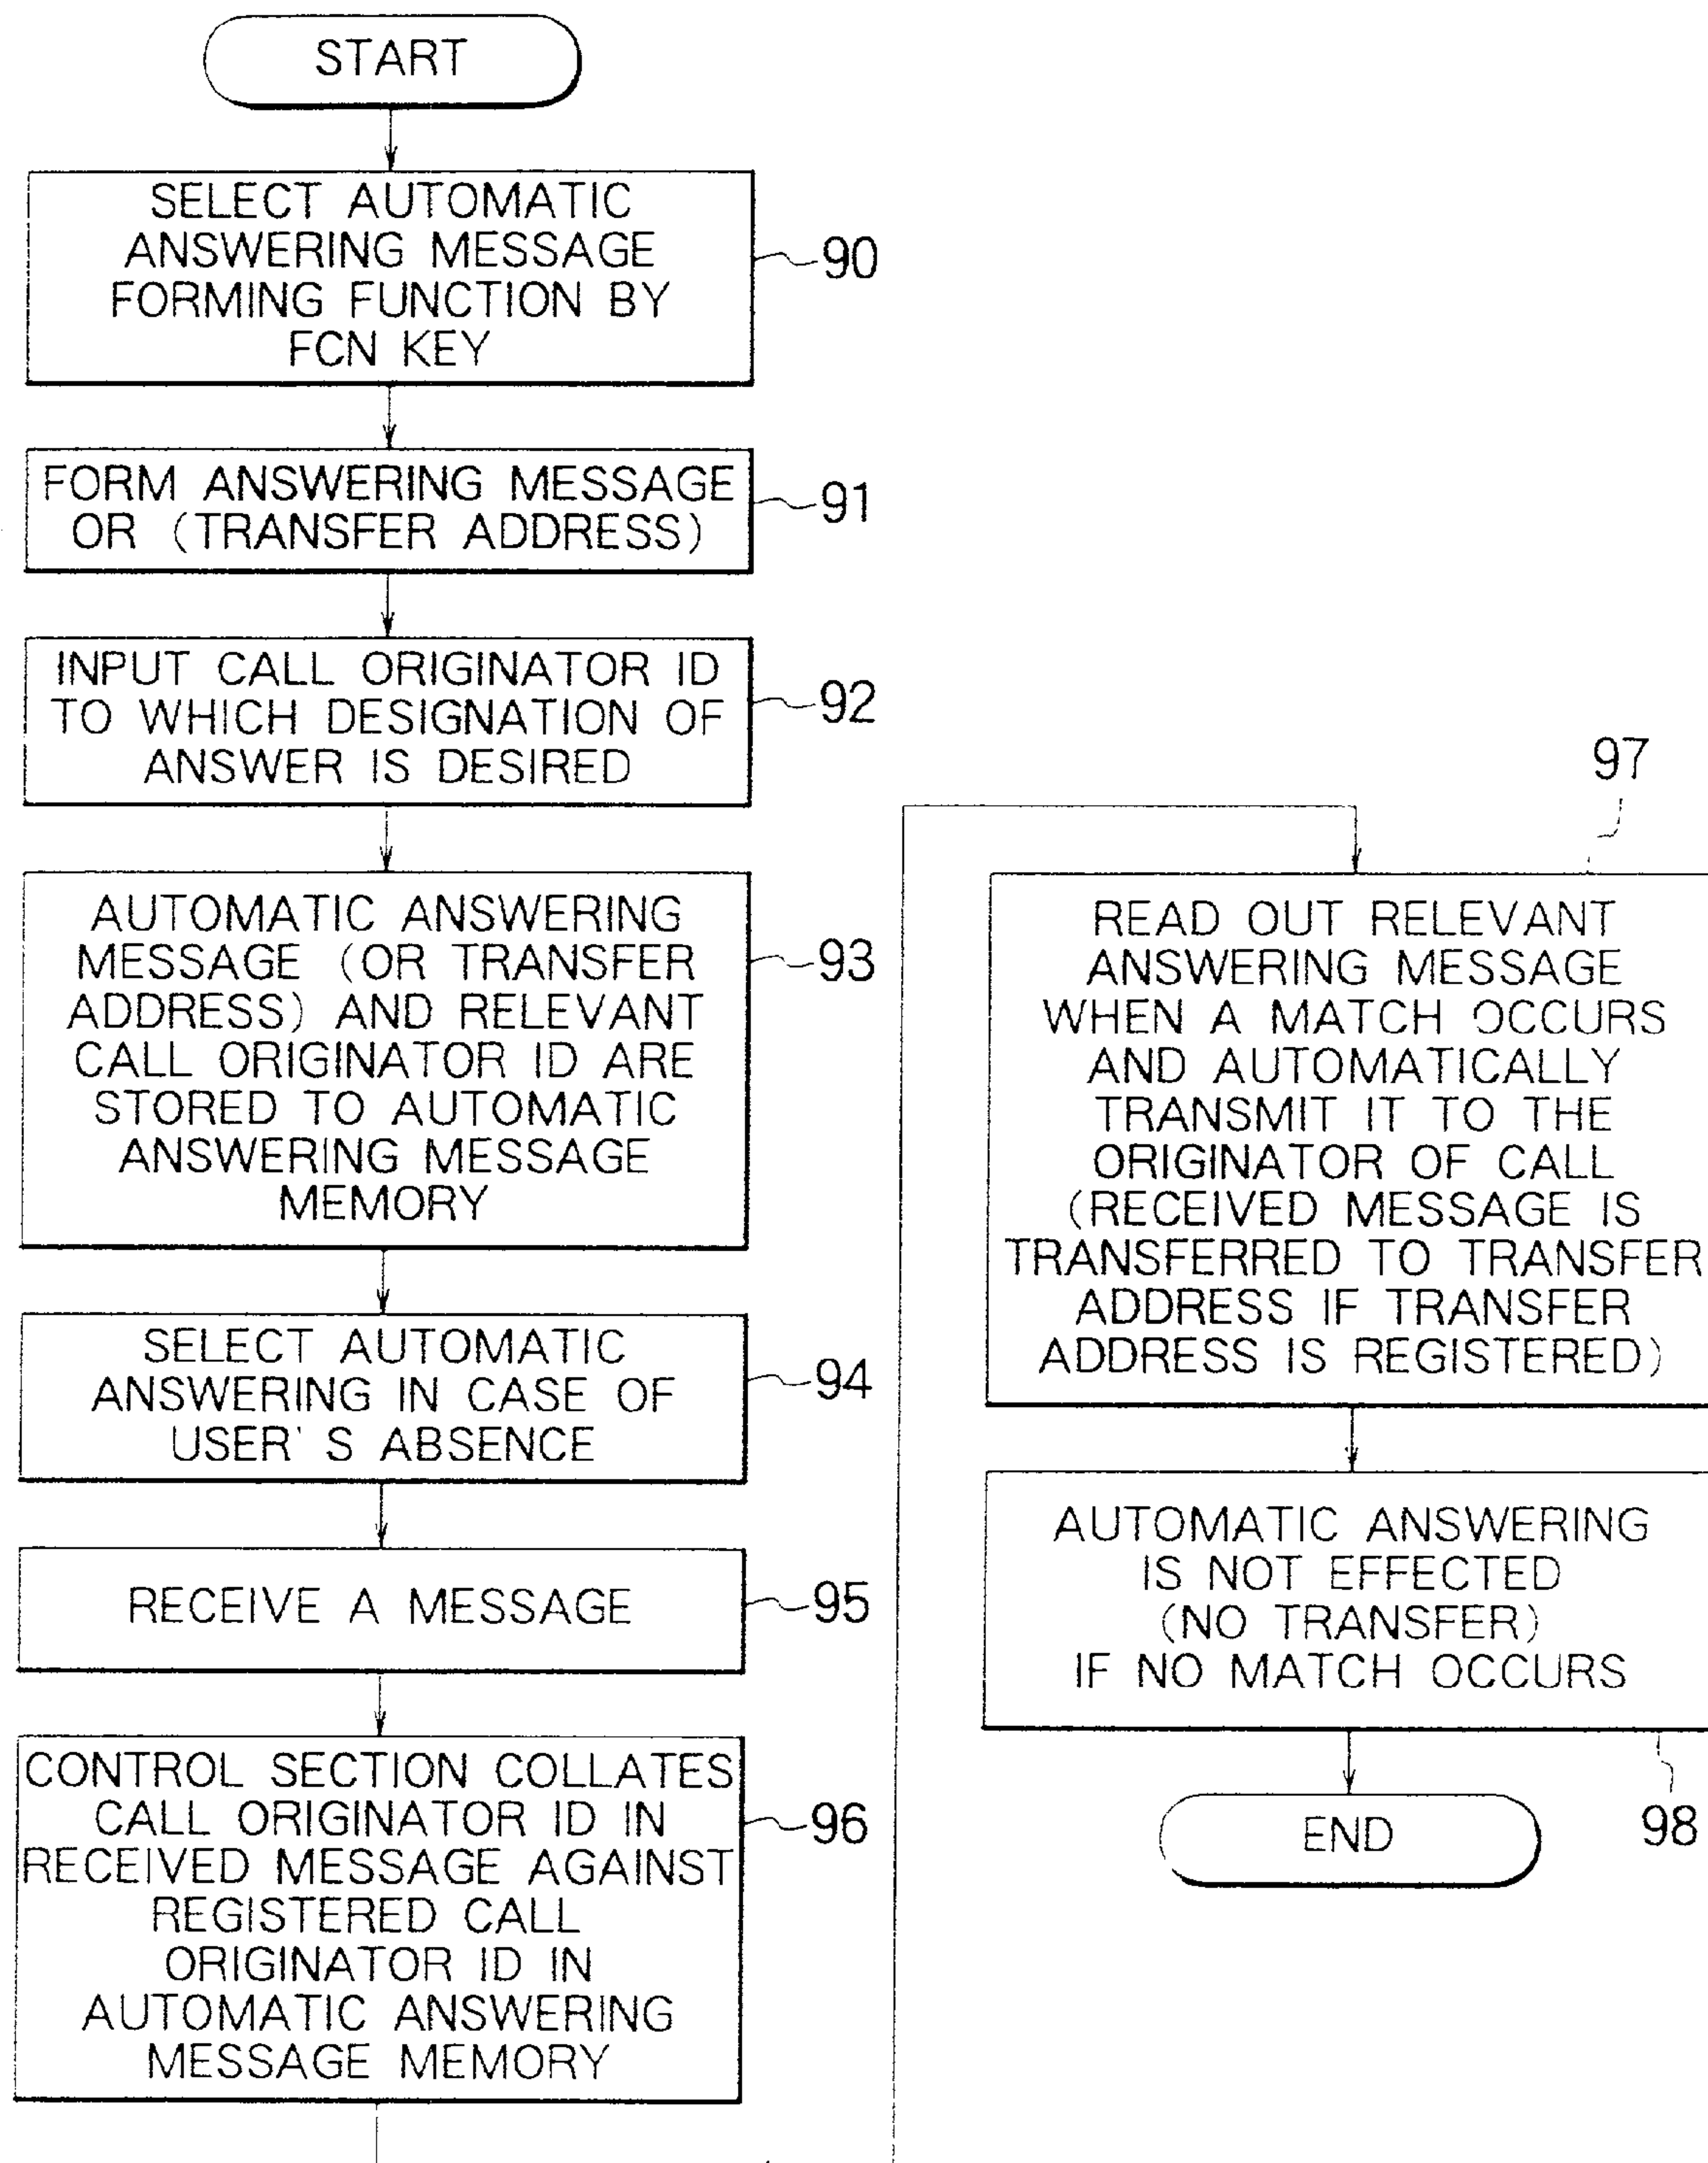 START
SELECT AUTOMATIC
ANSWERING MESSAGE
FORMING FUNCTION BY
FCN KEY
90
FORM ANSWERING MESSAGE
OR (TRANSFER ADDRESS)
91
INPUT CALL ORIGINATOR ID
TO WHICH DESIGNATION OF
ANSWER IS DESIRED
92
AUTOMATIC ANSWERING
MESSAGE (OR TRANSFER
ADDRESS) AND RELEVANT
CALL ORIGINATOR ID ARE
STORED TO AUTOMATIC
ANSWERING MESSAGE
MEMORY
93
SELECT AUTOMATIC
ANSWERING IN CASE OF
USER'S ABSENCE
94
RECEIVE A MESSAGE
95
CONTROL SECTION COLLATES
CALL ORIGINATOR ID IN
RECEIVED MESSAGE AGAINST
REGISTERED CALL
ORIGINATOR ID IN
AUTOMATIC ANSWERING
MESSAGE MEMORY
96
97
READ OUT RELEVANT
ANSWERING MESSAGE
WHEN A MATCH OCCURS
AND AUTOMATICALLY
TRANSMIT IT TO THE
ORIGINATOR OF CALL
(RECEIVED MESSAGE IS
TRANSFERRED TO TRANSFER
ADDRESS IF TRANSFER
ADDRESS IS REGISTERED)
AUTOMATIC ANSWERING
IS NOT EFFECTED
(NO TRANSFER)
IF NO MATCH OCCURS
98
END